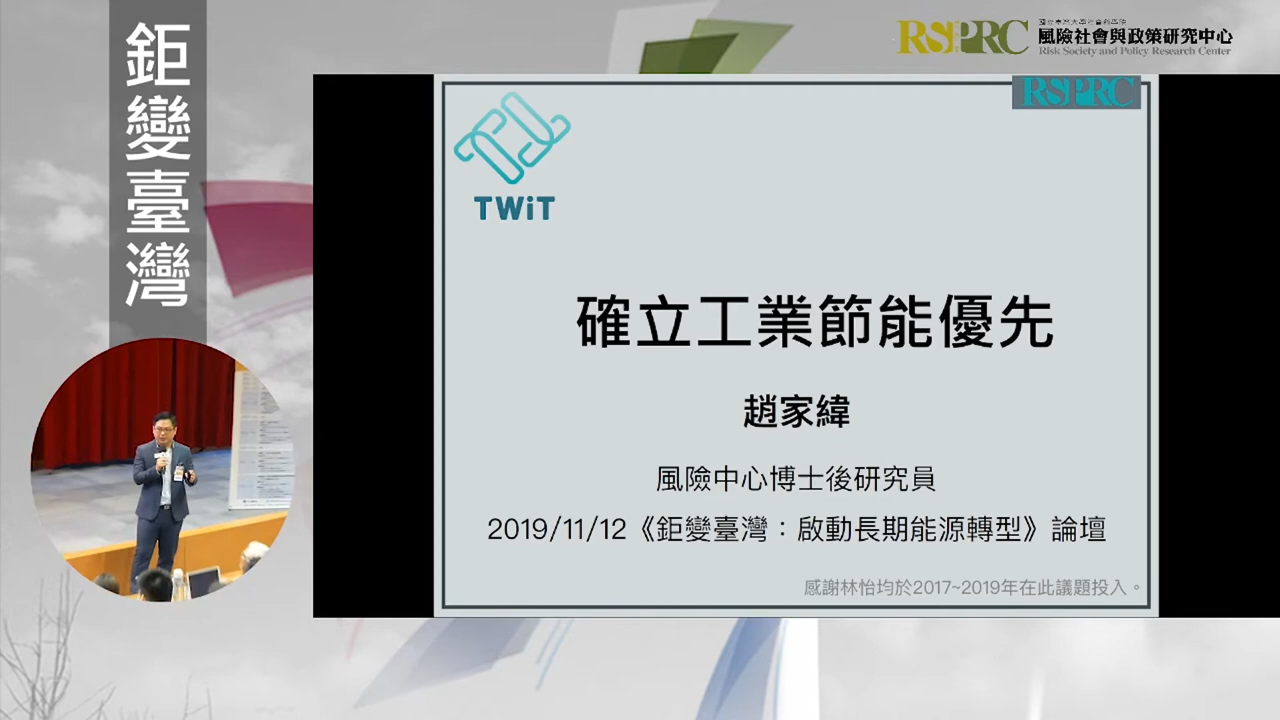 鉅變臺灣
RSPRC
國立臺灣大學社會科學院
風險社會與政策研究中心
Risk Society and Policy Research Center
RSPRC
TWiT
確立工業節能優先
趙家緯
風險中心博士後研究員
2019/11/12《鉅變臺灣：啟動長期能源轉型》論壇
感謝林怡均於2017~2019年在此議題投入。